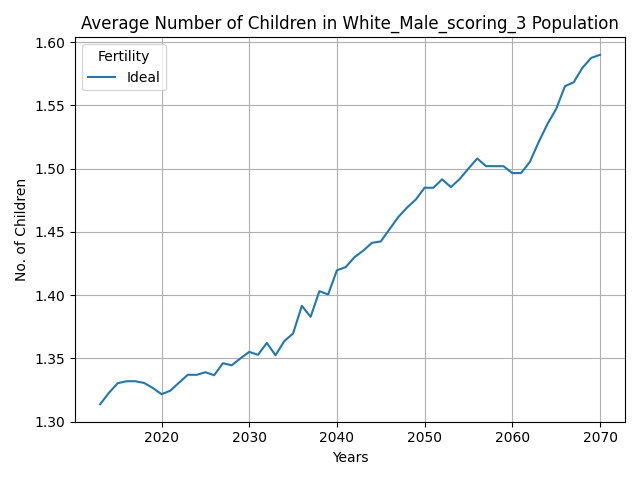 Average Number of Children in White_Male_scoring_3 Population
Fertility
Ideal
No. of Children
1.60
1.55
1.50
1.45
1.40
1.35
1.30
2020 2030 2040 2050 2060 2070
Years